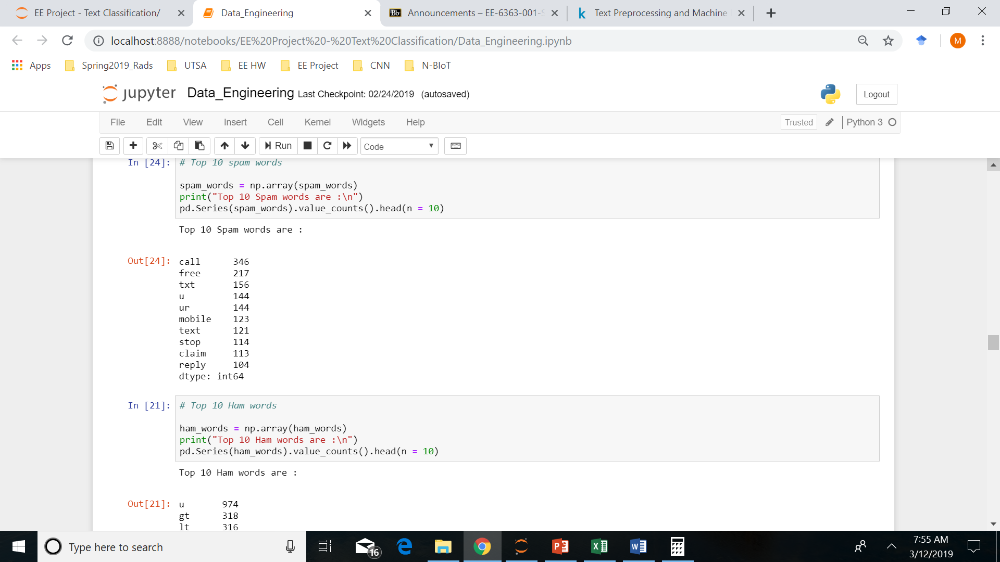 EE Project - Text Classification/
Data_Engineering
Bb Announcements – EE-6363-001-S
k Text Preprocessing and Machine
localhost:8888/notebooks/EE%20Project%20-%20Text%20Classification/Data_Engineering.ipynb
M
Apps Spring2019_Rads UTSA EE HW EE Project CNN N-BIoT
jupyter Data_Engineering Last Checkpoint: 02/24/2019 (autosaved)
Logout
File Edit View Insert Cell Kernel Widgets Help
Trusted Python 3
Run Code
In [24]: # Top 10 spam words
spam_words = np.array(spam_words)
print("Top 10 Spam words are :\n")
pd.Series(spam_words).value_counts().head(n = 10)
Top 10 Spam words are :
Out[24]: call 346
free 217
txt 156
u 144
ur 144
mobile 123
text 121
stop 114
claim 113
reply 104
dtype: int64
In [21]: # Top 10 Ham words
ham_words = np.array(ham_words)
print("Top 10 Ham words are :\n")
pd.Series(ham_words).value_counts().head(n = 10)
Top 10 Ham words are :
Out[21]: u 974
gt 318
lt 316
Type here to search
16
7:55 AM
3/12/2019